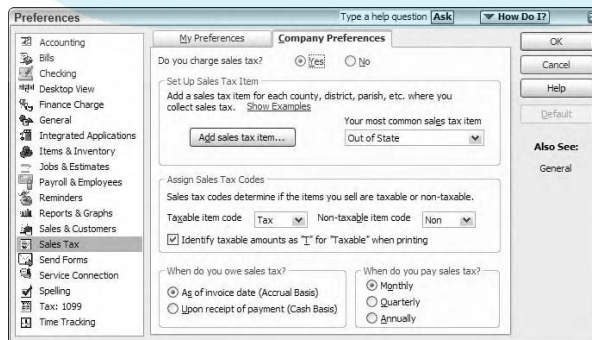 Preferences
Type a help question Ask
How Do I?
Accounting
Bills
Checking
Desktop View
Finance Charge
General
Integrated Applications
Items & Inventory
Jobs & Estimates
Payroll & Employees
Reminders
Reports & Graphs
Sales & Customers
Sales Tax
Send Forms
Service Connection
Spelling
Tax: 1099
Time Tracking
My Preferences
Company Preferences
Do you charge sales tax?
Yes
No
Set Up Sales Tax Item
Add a sales tax item for each county, district, parish, etc. where you
collect sales tax. Show Examples
Your most common sales tax item
Add sales tax item...
Out of State
Assign Sales Tax Codes
Sales tax codes determine if the items you sell are taxable or non-taxable.
Taxable item code Tax
Non-taxable item code Non
Identify taxable amounts as "T" for "Taxable" when printing
When do you owe sales tax?
As of invoice date (Accrual Basis)
Upon receipt of payment (Cash Basis)
When do you pay sales tax?
Monthly
Quarterly
Annually
OK
Cancel
Help
Default
Also See:
General